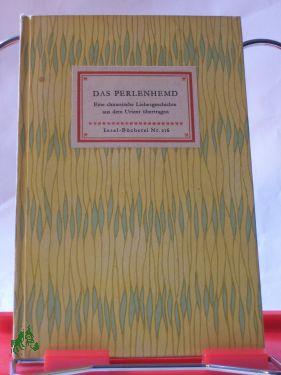 DAS PERLENHEMD
Eine chinesische Liebesgeschichte
aus dem Urtext übertragen
Insel-Bücherei Nr. 216